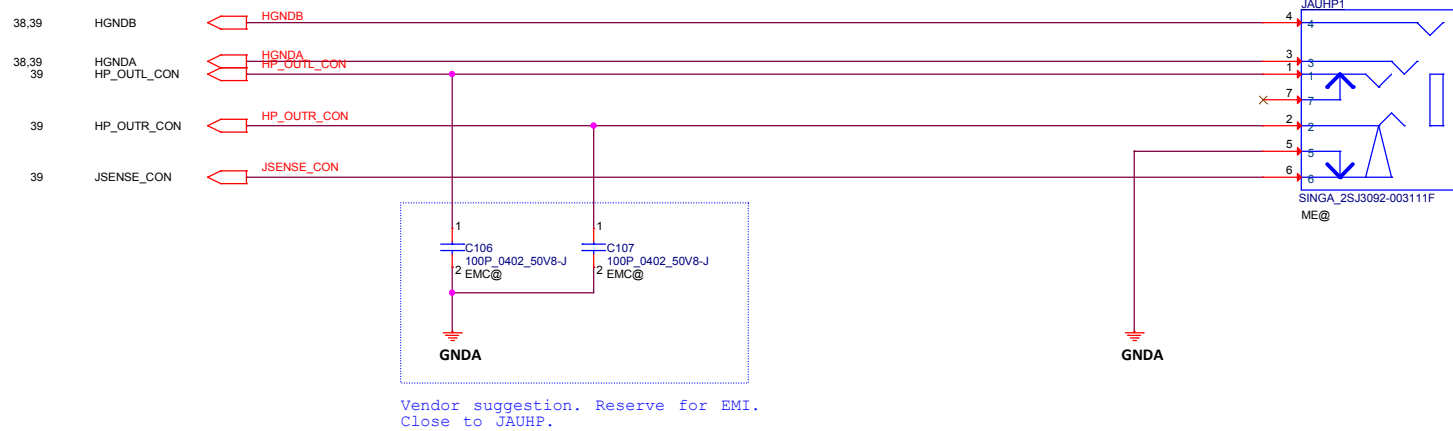 JAUHP1
38,39 HGNDB HGNDB 4 4
38,39 HGNDA HGNDA 3 3
39 HP_OUTL_CON HP_OUTL_CON 1 1
7 7
39 HP_OUTR_CON HP_OUTR_CON 2 2
5 5
39 JSENSE_CON JSENSE_CON 6 6
SINGA_2SJ3092-003111F
ME@
1 1
C106 C107
100P_0402_50V8-J 100P_0402_50V8-J
2 EMC@ 2 EMC@
GNDA GNDA
Vendor suggestion. Reserve for EMI.
Close to JAUHP.